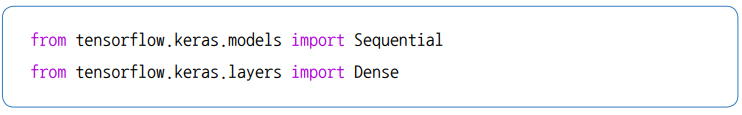 from tensorflow.keras.models import Sequential
from tensorflow.keras.layers import Dense